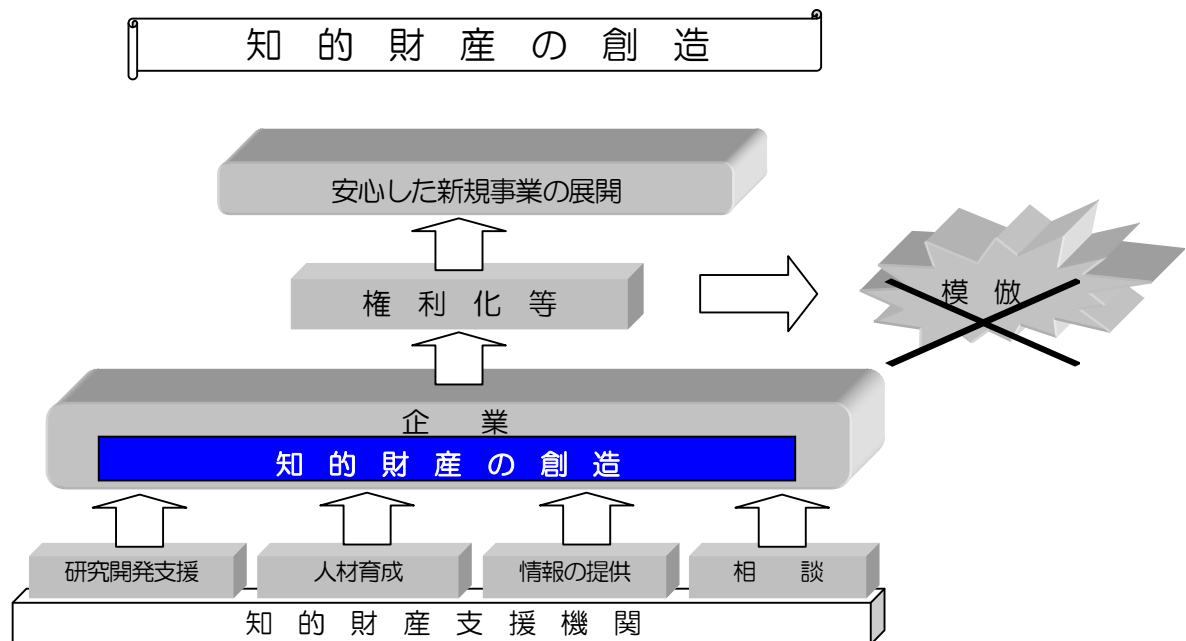 知的財産の創造
安心した新規事業の展開
権利化等
模倣
企業
知的財産の創造
研究開発支援
人材育成
情報の提供
相談
知的財産支援機関